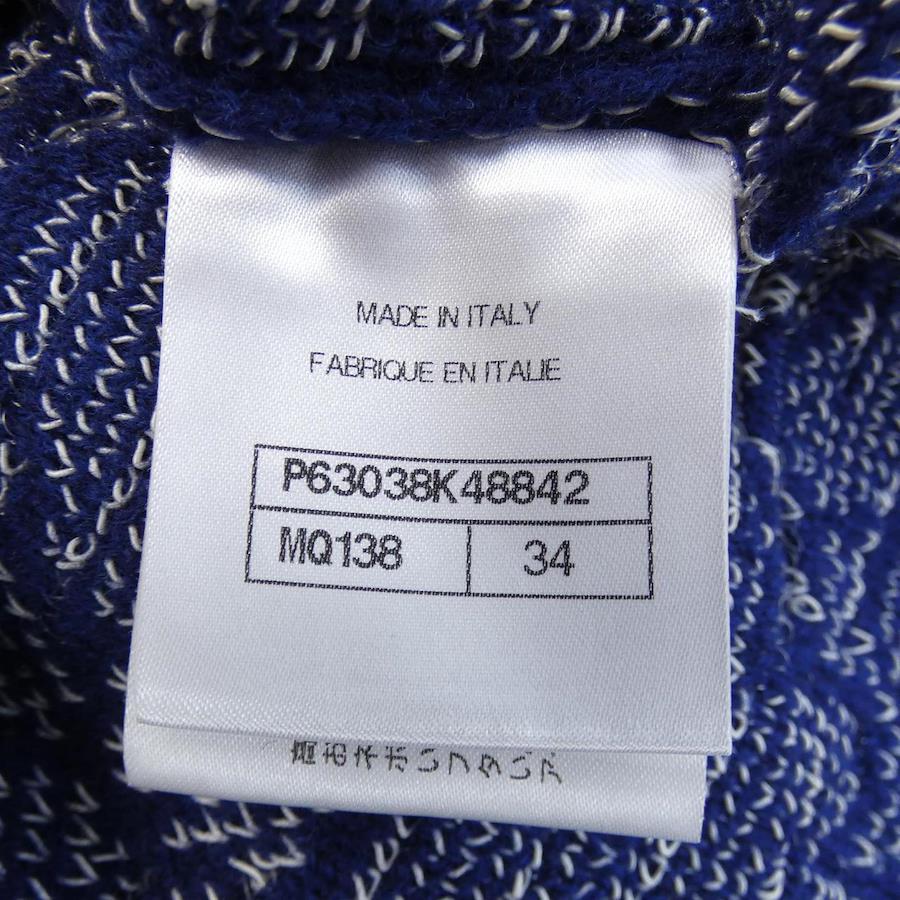 MADE IN ITALY
FABRIQUE EN ITALIE
P63038K48842
MQ138 34